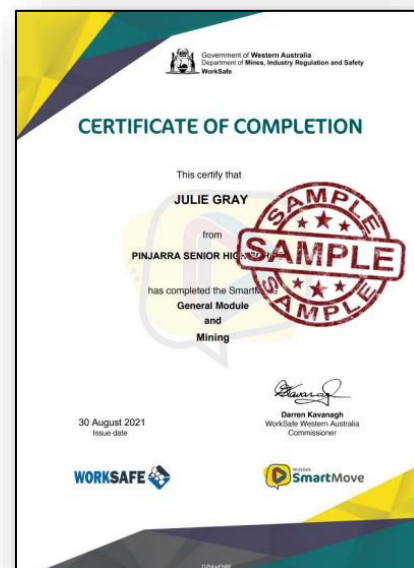 Government of Western Australia
Department of Mines, Industry Regulation and Safety
WorkSafe
CERTIFICATE OF COMPLETION
This certify that
JULIE GRAY
from
PINJARRA SENIOR HIGH
has completed the
General Module
and
Mining
SAMPLE
SAMPLE
SAMPLE
30 August 2021
Issue date
Darren Kavanagh
WorkSafe Western Australia
Commissioner
WORKSAFE
WorkSafe
SmartMove